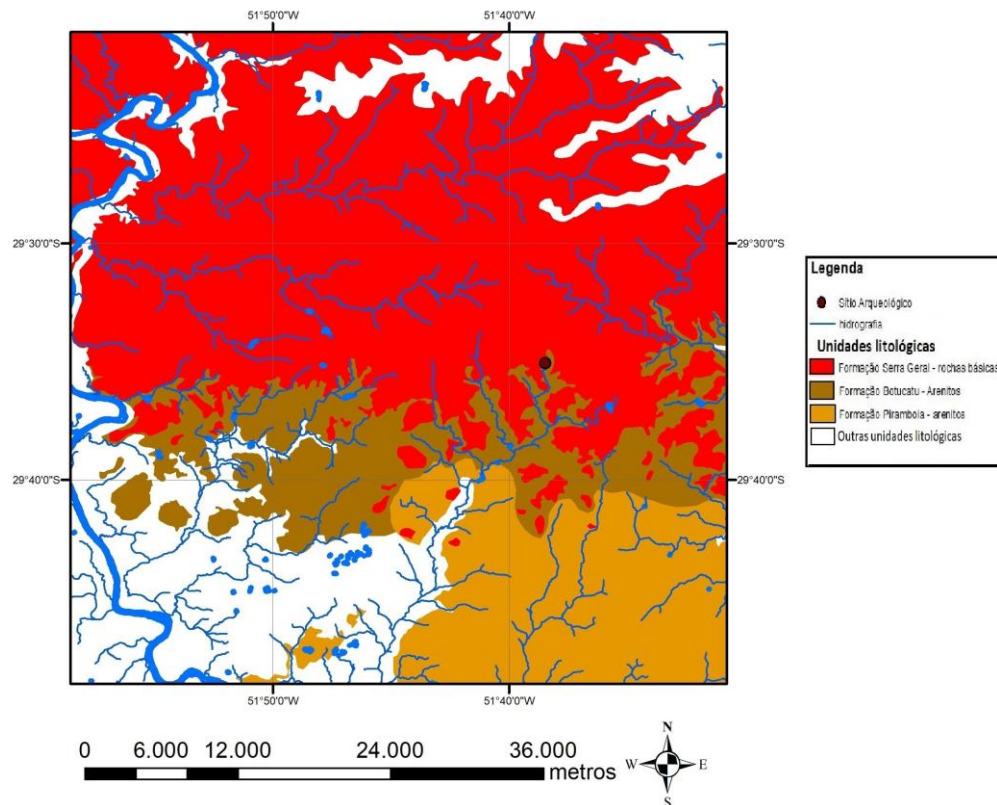 51°50'0"W
51°40'0"W
29°30'0"S
29°30'0"S
29°40'0"S
29°40'0"S
51°50'0"W
51°40'0"W
Legenda
Sítio Arqueológico
hidrografia
Unidades litológicas
Formação Serra Geral - rochas básicas
Formação Botucatu - Arenitos
Formação Piramboia - arenitos
Outras unidades litológicas
0 6.000 12.000 24.000 36.000
metros
N
W E
S